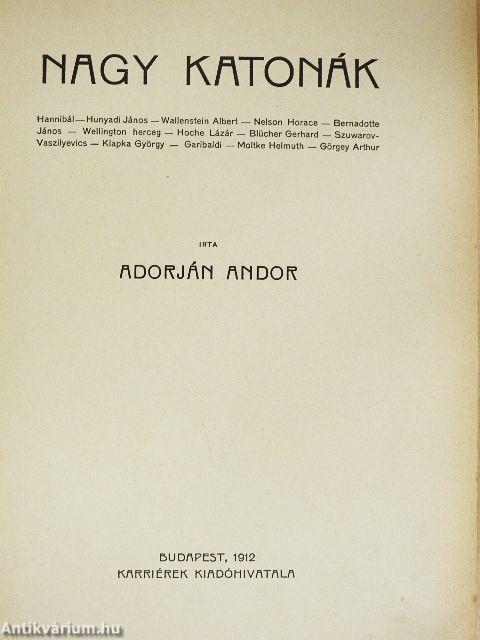 NAGY KATONÁK
Hannibál — Hunyadi János — Wallenstein Albert — Nelson Horace — Bernadotte
János — Wellington herceg — Hoche Lázár — Blücher Gerhard — Szuwarov-
Vaszilyevics — Klapka György — Garibaldi — Moltke Helmuth — Görgey Arthur
IRTA
ADORJÁN ANDOR
BUDAPEST, 1912
KARRIÉREK KIADÓHIVATALA
Antikvárium.hu